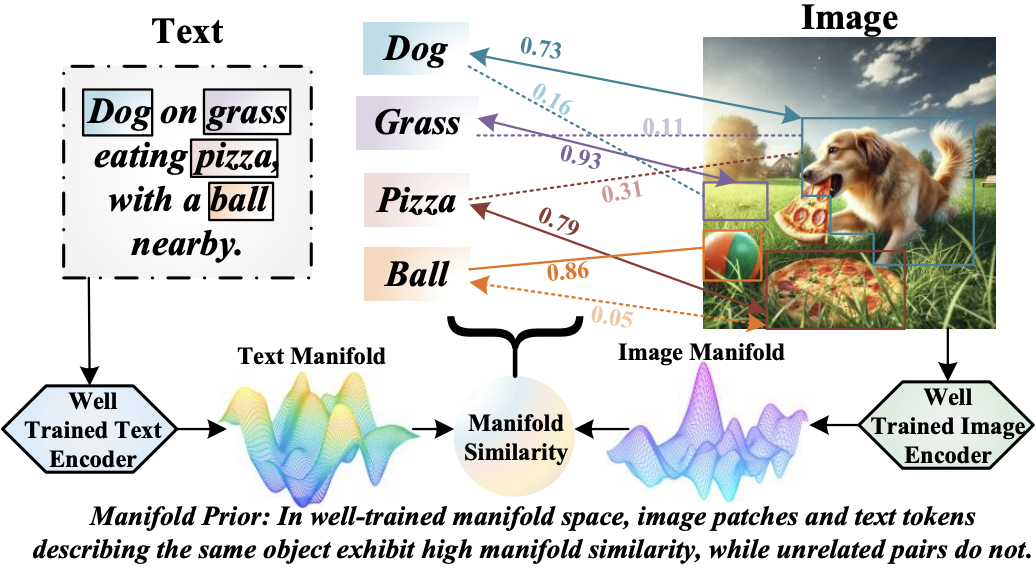 Text
Image
Dog on grass
eating pizza,
with a ball
nearby.
Dog
Grass
Pizza
Ball
0.73
0.16
0.11
0.93
0.31
0.79
0.86
0.05
Text Manifold
Image Manifold
Well
Trained Text
Encoder
Manifold
Similarity
Well
Trained Image
Encoder
Manifold Prior: In well-trained manifold space, image patches and text tokens
describing the same object exhibit high manifold similarity, while unrelated pairs do not.